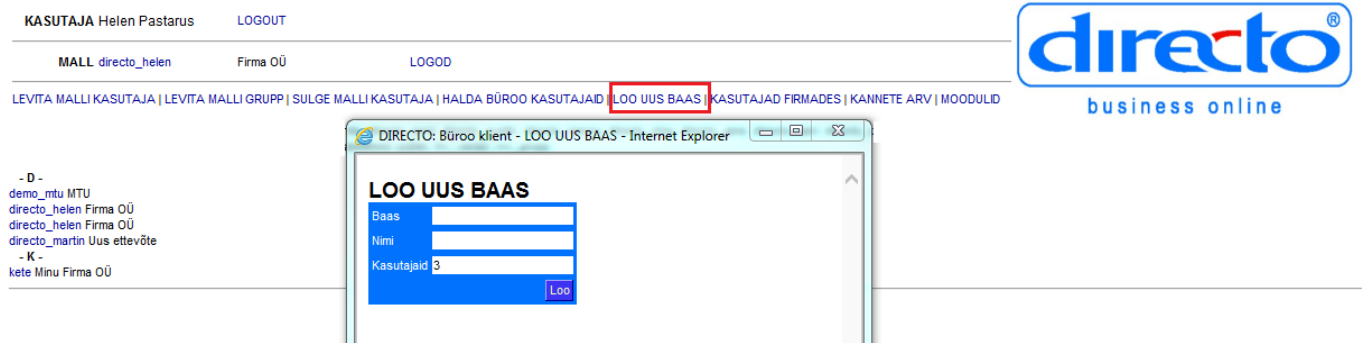 KASUTAJA Helen Pastarus LOGOUT
MALL directo_helen Firma OÜ LOGOD
directo ®
business online
LEVITA MALLI KASUTAJA | LEVITA MALLI GRUPP | SULGE MALLI KASUTAJA | HALDA BÜROO KASUTAJAID | LOO UUS BAAS | KASUTAJAD FIRMADES | KANNETE ARV | MOODULID
DIRECTO: Büroo klient - LOO UUS BAAS - Internet Explorer
LOO UUS BAAS
Baas
Nimi
Kasutajaid 3
Loo
- D -
demo_mtu MTU
directo_helen Firma OÜ
directo_helen Firma OÜ
directo_martin Uus ettevõte
- K -
kete Minu Firma OÜ